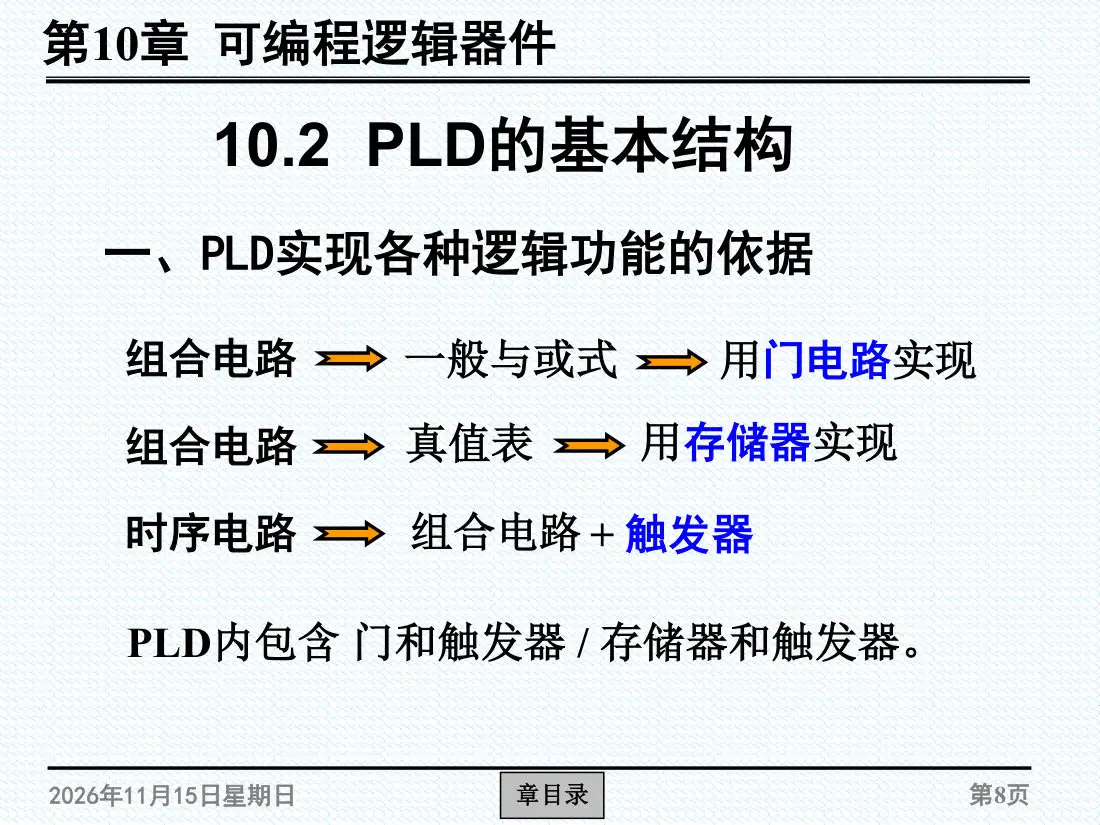 第10章 可编程逻辑器件
10.2 PLD的基本结构
一、PLD实现各种逻辑功能的依据
组合电路 一般与或式 用门电路实现
组合电路 真值表 用存储器实现
时序电路 组合电路+触发器
PLD内包含 门和触发器 / 存储器和触发器。
2026年11月15日星期日 章目录 第8页